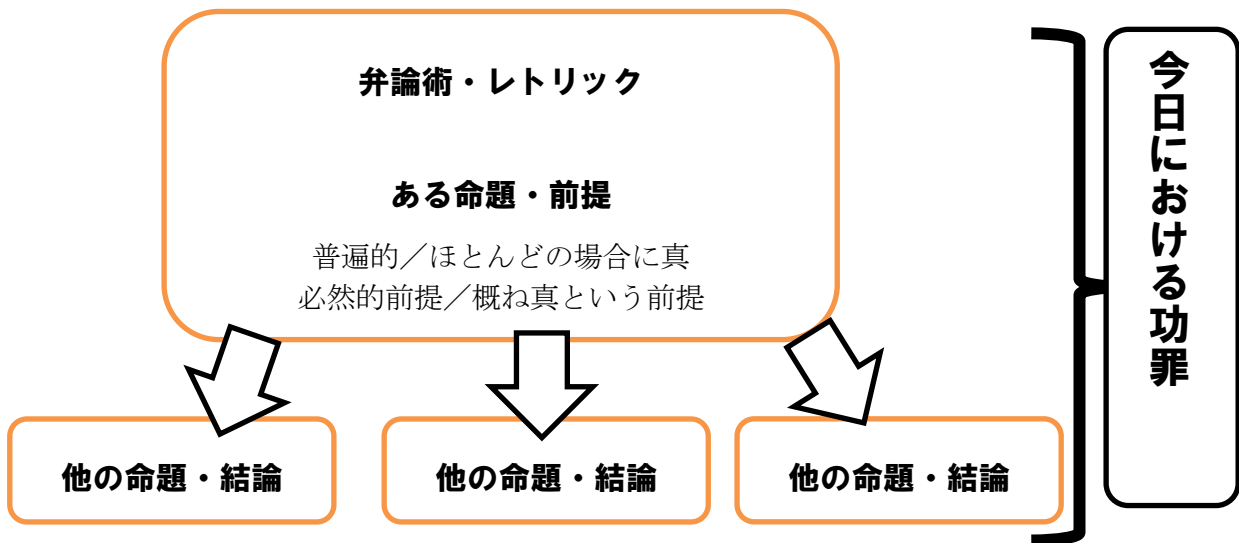 弁論術・レトリック
ある命題・前提
普遍的／ほとんどの場合に真
必然的前提／概ね真という前提
他の命題・結論
他の命題・結論
他の命題・結論
今日における功罪